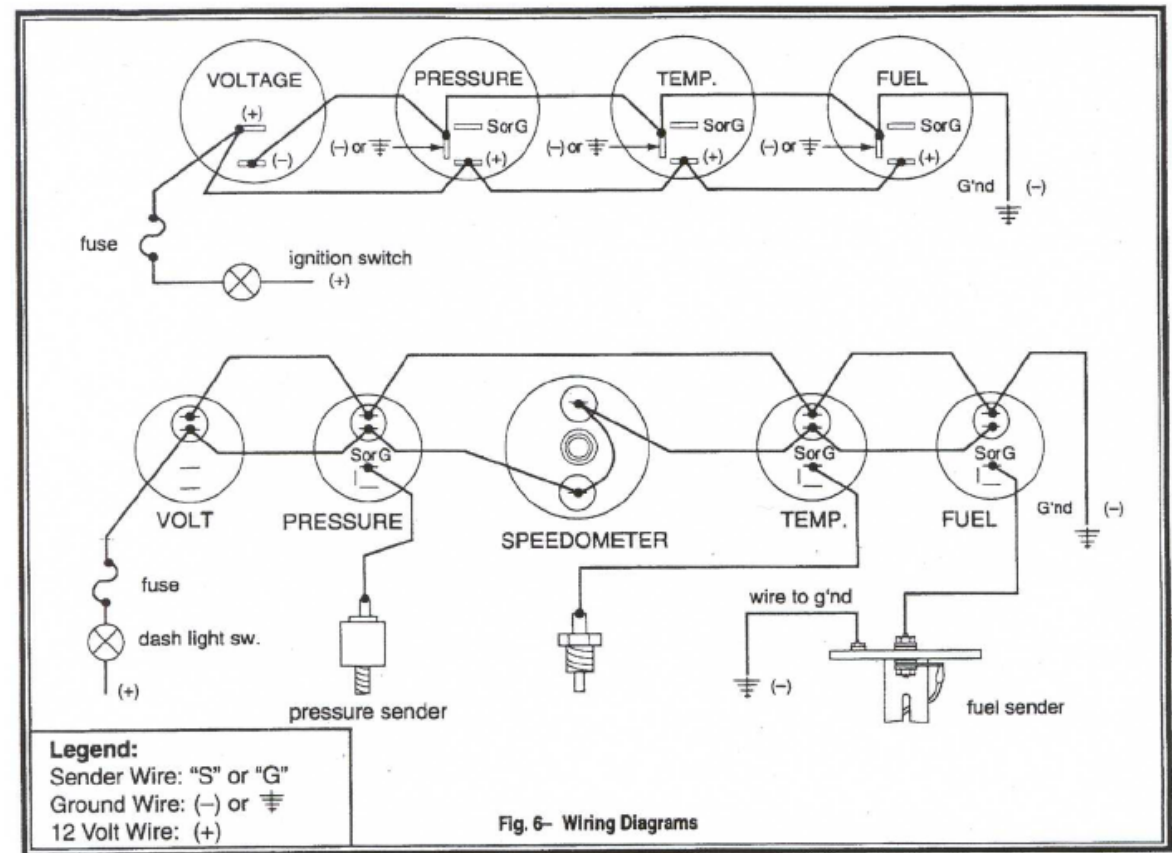 VOLTAGE
PRESSURE
TEMP.
FUEL
(+)
(–)
SorG
(–) or
(+)
SorG
(–) or
(+)
SorG
(–) or
(+)
G'nd (–)
fuse
ignition switch
(+)
SorG
SorG
SorG
VOLT
PRESSURE
SPEEDOMETER
TEMP.
FUEL
G'nd (–)
fuse
dash light sw.
(+)
wire to g'nd
(–)
pressure sender
fuel sender
Legend:
Sender Wire: "S" or "G"
Ground Wire: (–) or
12 Volt Wire: (+)
Fig. 6– Wiring Diagrams